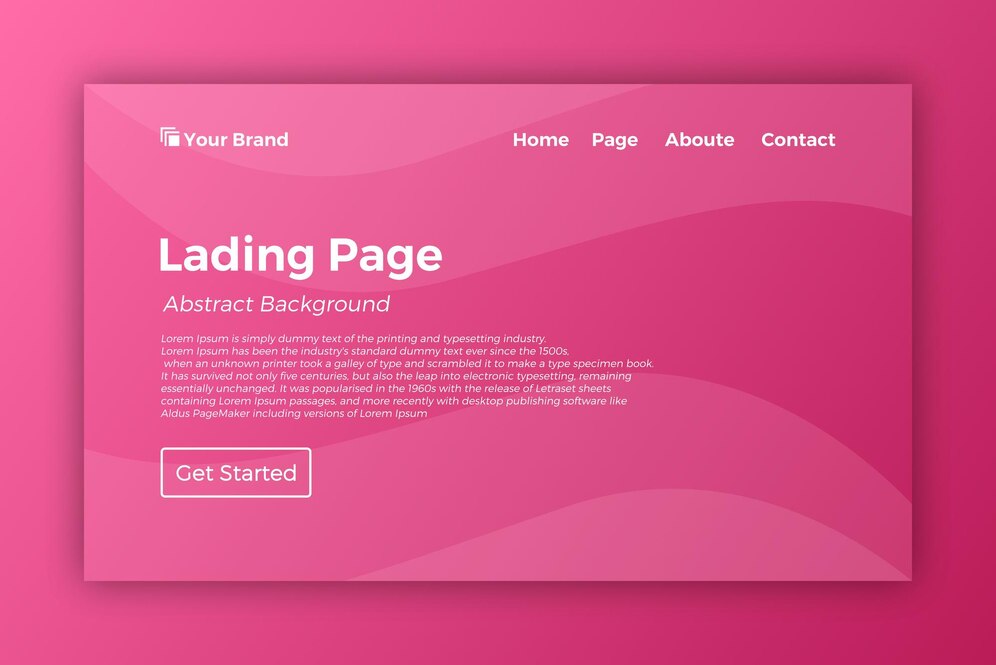 Your Brand
Home Page Aboute Contact
Lading Page
Abstract Background
Lorem Ipsum is simply dummy text of the printing and typesetting industry.
Lorem Ipsum has been the industry's standard dummy text ever since the 1500s,
when an unknown printer took a galley of type and scrambled it to make a type specimen book.
It has survived not only five centuries, but also the leap into electronic typesetting, remaining
essentially unchanged. It was popularised in the 1960s with the release of Letraset sheets
containing Lorem Ipsum passages, and more recently with desktop publishing software like
Aldus PageMaker including versions of Lorem Ipsum
Get Started